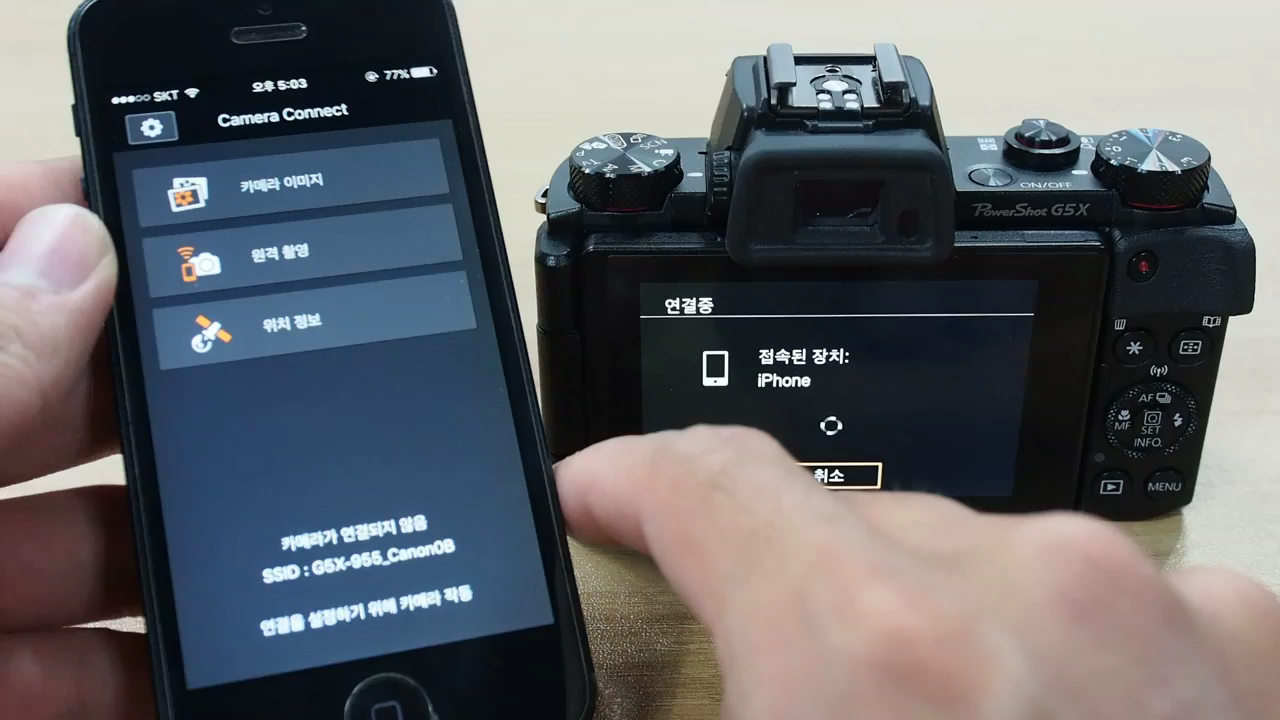 SKT
오후 5:03
77%
Camera Connect
카메라 이미지
원격 촬영
위치 정보
카메라가 연결되지 않음
SSID : G5X-955_Canon0B
연결을 설정하기 위해 카메라 작동
ON/OFF
PowerShot G5X
연결중
접속된 장치:
iPhone
취소
AF
MF
SET
INFO.
MENU